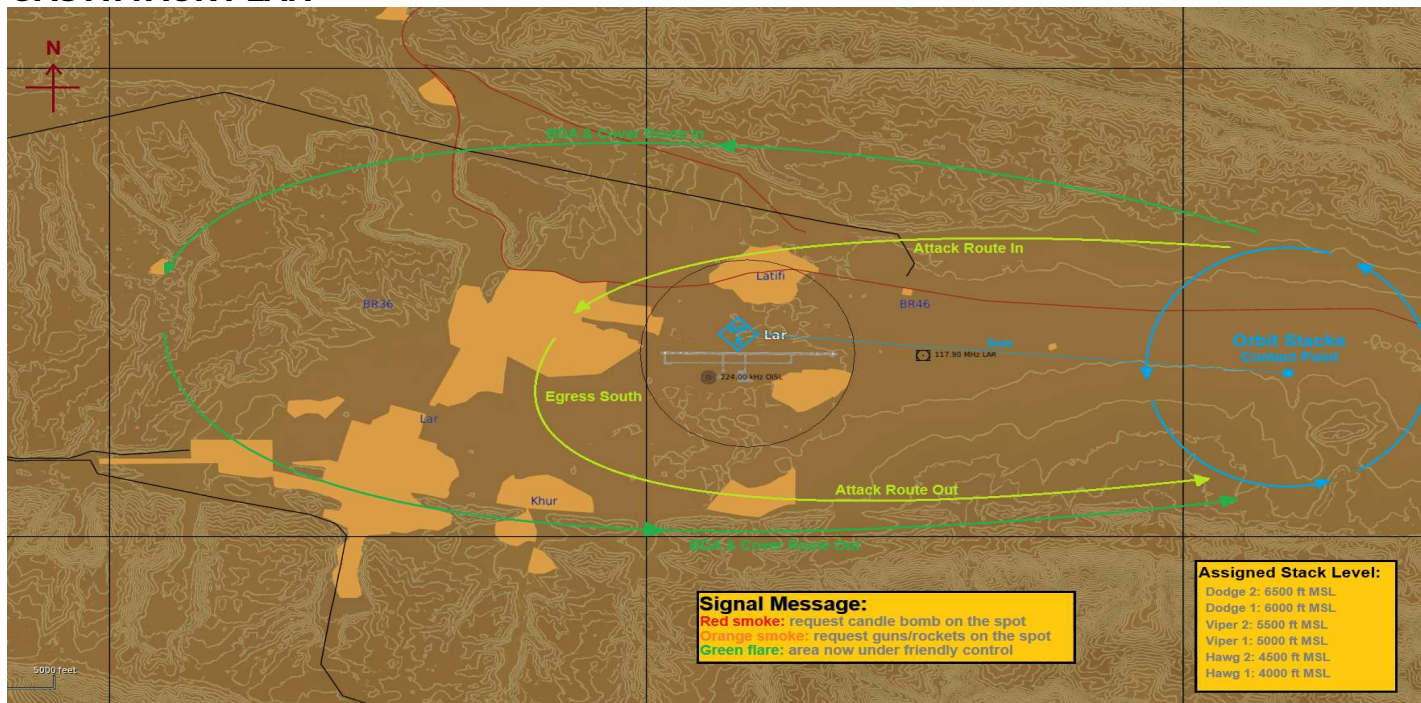 N
BDA & Cover Route In
Attack Route In
Latifi
BR36
BR46
Lar
Orbit Stacks
Contact Point
117.90 MHz LAR
224.00 kHz OISL
Egress South
Lar
Attack Route Out
Khur
BDA & Cover Route Out
Assigned Stack Level:
Dodge 2: 6500 ft MSL
Dodge 1: 6000 ft MSL
Viper 2: 5500 ft MSL
Viper 1: 5000 ft MSL
Hawg 2: 4500 ft MSL
Hawg 1: 4000 ft MSL
Signal Message:
Red smoke: request candle bomb on the spot
Orange smoke: request guns/rockets on the spot
Green flare: area now under friendly control
5000 feet